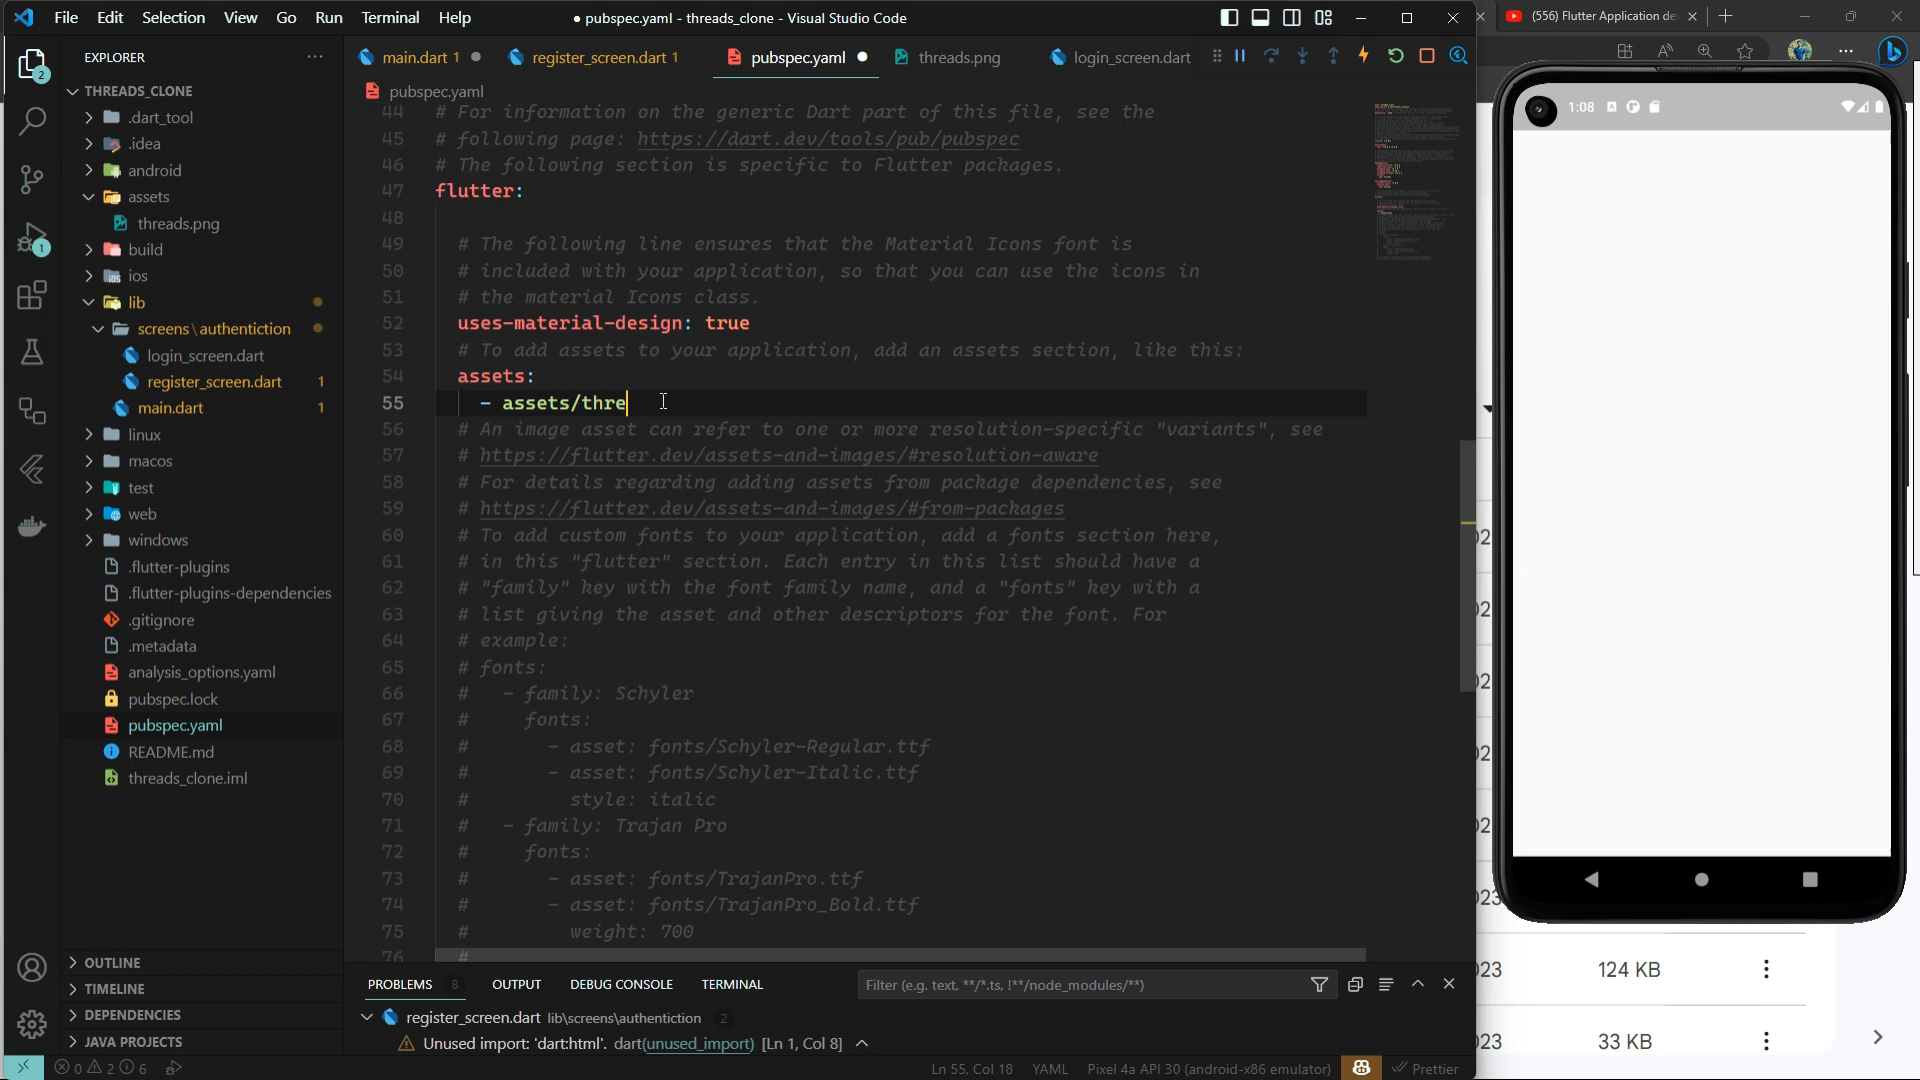 File Edit Selection View Go Run Terminal Help
● pubspec.yaml - threads_clone - Visual Studio Code
(556) Flutter Application de
EXPLORER
main.dart 1
register_screen.dart 1
pubspec.yaml
threads.png
login_screen.dart
pubspec.yaml
THREADS_CLONE
.dart_tool
.idea
android
assets
threads.png
build
ios
lib
screens\authentiction
login_screen.dart
register_screen.dart 1
main.dart 1
linux
macos
test
web
windows
.flutter-plugins
.flutter-plugins-dependencies
.gitignore
.metadata
analysis_options.yaml
pubspec.lock
pubspec.yaml
README.md
threads_clone.iml
OUTLINE
TIMELINE
DEPENDENCIES
JAVA PROJECTS
2
1
44 # For information on the generic Dart part of this file, see the
45 # following page: https://dart.dev/tools/pub/pubspec
46 # The following section is specific to Flutter packages.
47 flutter:
48
49 # The following line ensures that the Material Icons font is
50 # included with your application, so that you can use the icons in
51 # the material Icons class.
52 uses-material-design: true
53 # To add assets to your application, add an assets section, like this:
54 assets:
55 - assets/thre
56 # An image asset can refer to one or more resolution-specific "variants", see
57 # https://flutter.dev/assets-and-images/#resolution-aware
58 # For details regarding adding assets from package dependencies, see
59 # https://flutter.dev/assets-and-images/#from-packages
60 # To add custom fonts to your application, add a fonts section here,
61 # in this "flutter" section. Each entry in this list should have a
62 # "family" key with the font family name, and a "fonts" key with a
63 # list giving the asset and other descriptors for the font. For
64 # example:
65 # fonts:
66 # - family: Schyler
67 # fonts:
68 # - asset: fonts/Schyler-Regular.ttf
69 # - asset: fonts/Schyler-Italic.ttf
70 # style: italic
71 # - family: Trajan Pro
72 # fonts:
73 # - asset: fonts/TrajanPro.ttf
74 # - asset: fonts/TrajanPro_Bold.ttf
75 # weight: 700
76 #
PROBLEMS 8 OUTPUT DEBUG CONSOLE TERMINAL
Filter (e.g. text, **/*.ts, !**/node_modules/**)
register_screen.dart lib\screens\authentiction 2
Unused import: 'dart:html'. dart(unused_import) [Ln 1, Col 8]
0 2 6
Ln 55, Col 18 YAML Pixel 4a API 30 (android-x86 emulator) Prettier
1:08
23 124 KB
23 33 KB